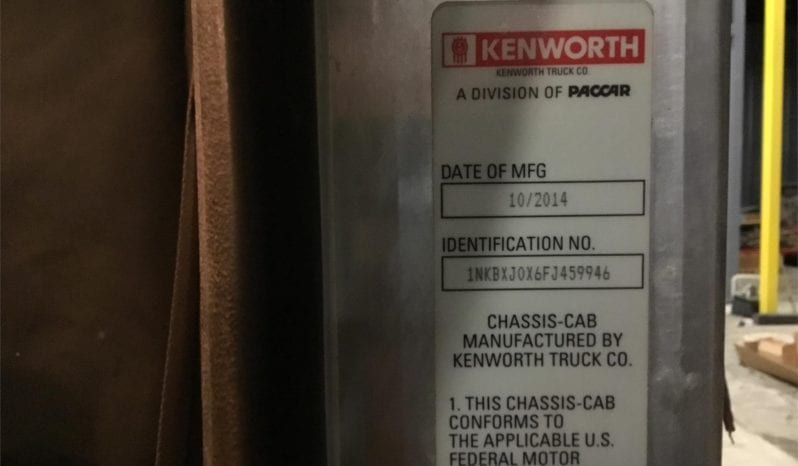 KENWORTH
KENWORTH TRUCK CO.
A DIVISION OF PACCAR
DATE OF MFG
10/2014
IDENTIFICATION NO.
1NKBXJ0X6FJ459946
CHASSIS-CAB
MANUFACTURED BY
KENWORTH TRUCK CO.
1. THIS CHASSIS-CAB
CONFORMS TO
THE APPLICABLE U.S.
FEDERAL MOTOR